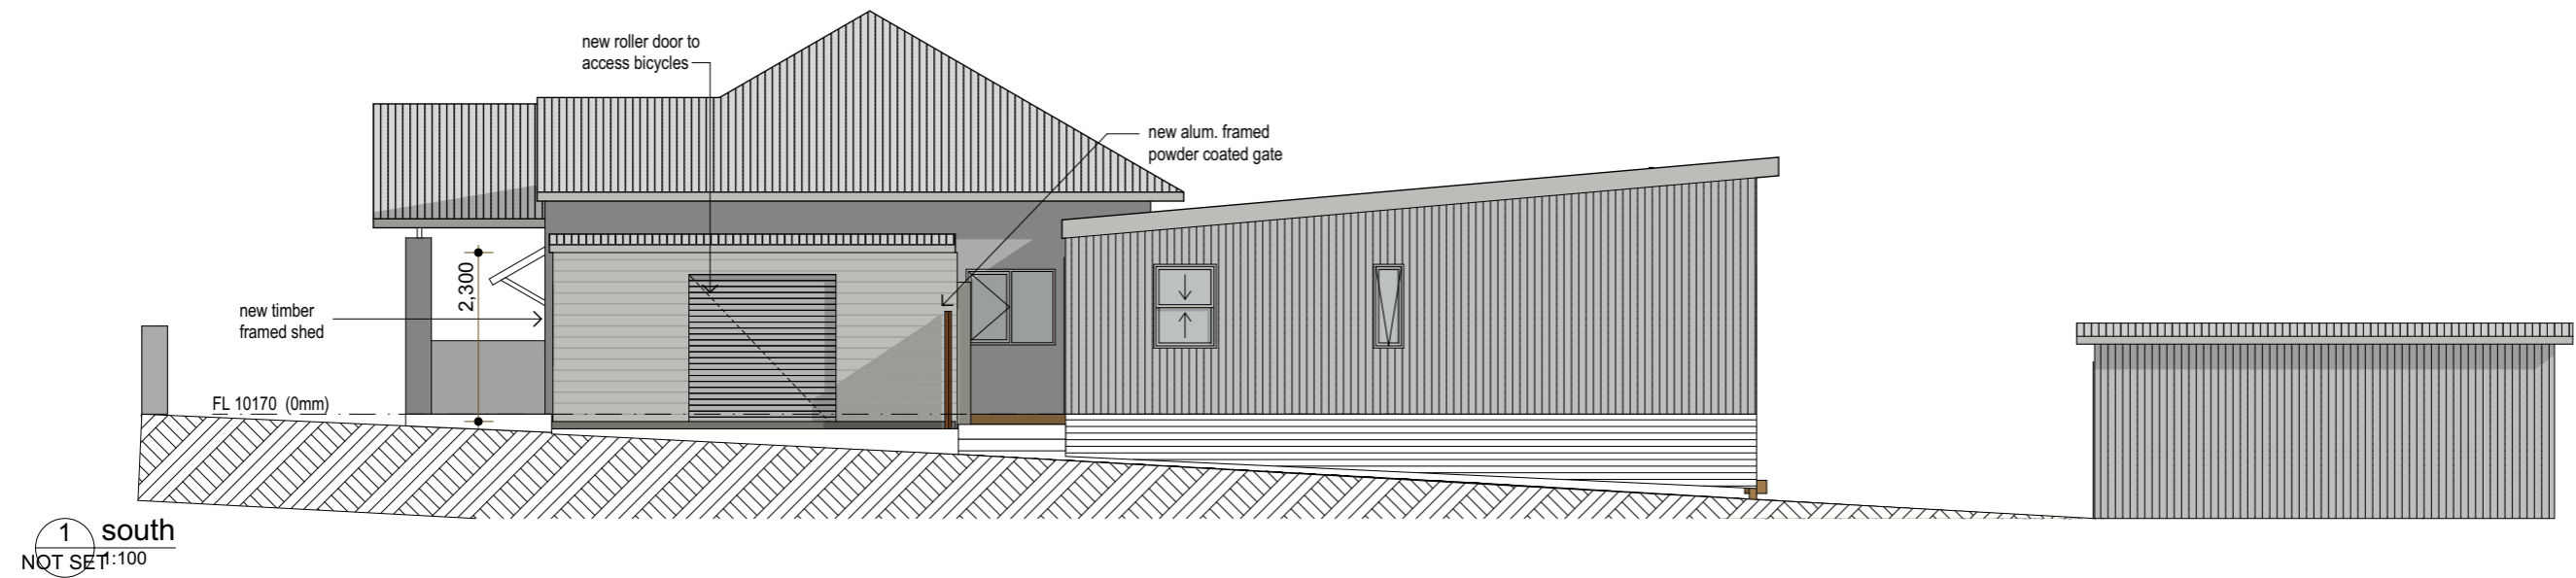 new roller door to
access bicycles
new alum. framed
powder coated gate
2,300
new timber
framed shed
FL 10170 (0mm)
1 south
NOT SET 1:100